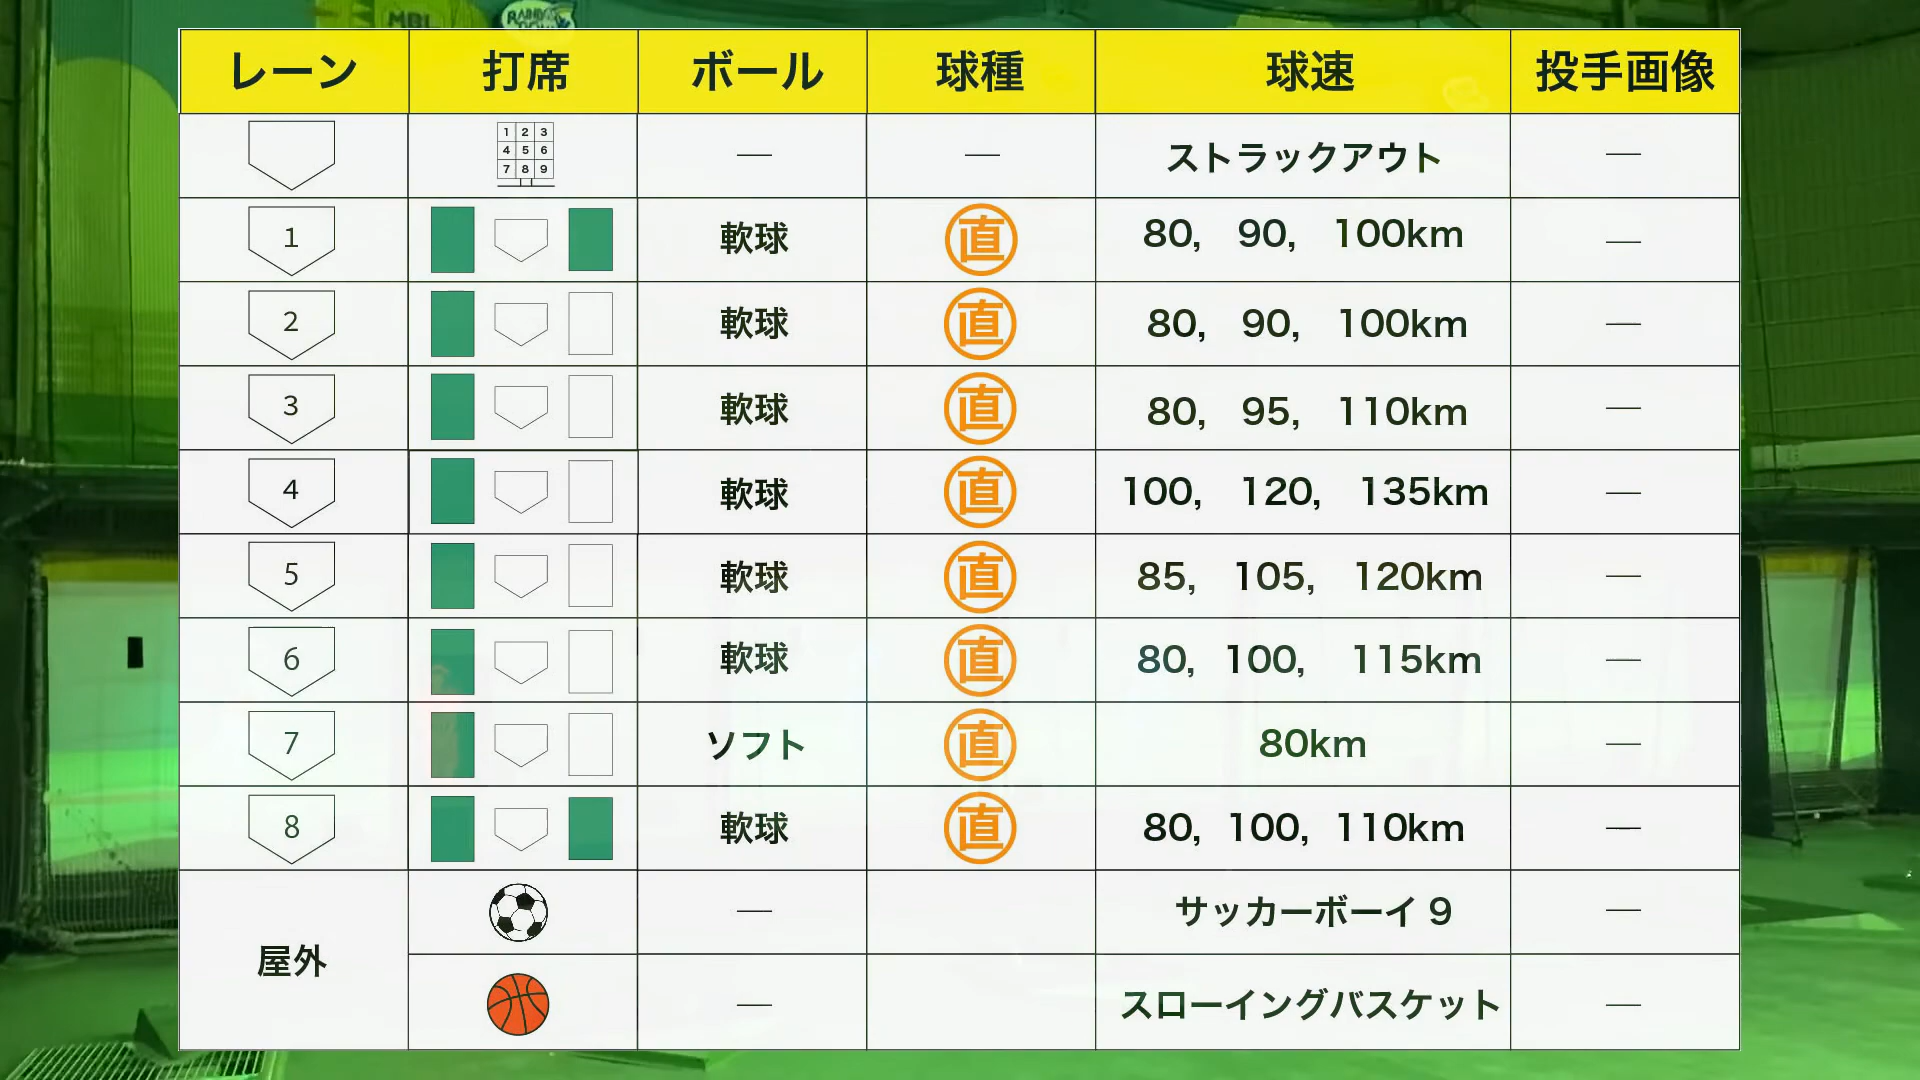 レーン 打席 ボール 球種 球速 投手画像
1 2 3
4 5 6
7 8 9
— — ストラックアウト —
1 軟球 直 80, 90, 100km —
2 軟球 直 80, 90, 100km —
3 軟球 直 80, 95, 110km —
4 軟球 直 100, 120, 135km —
5 軟球 直 85, 105, 120km —
6 軟球 直 80, 100, 115km —
7 ソフト 直 80km —
8 軟球 直 80, 100, 110km —
屋外
— サッカーボーイ 9 —
— スローイングバスケット —